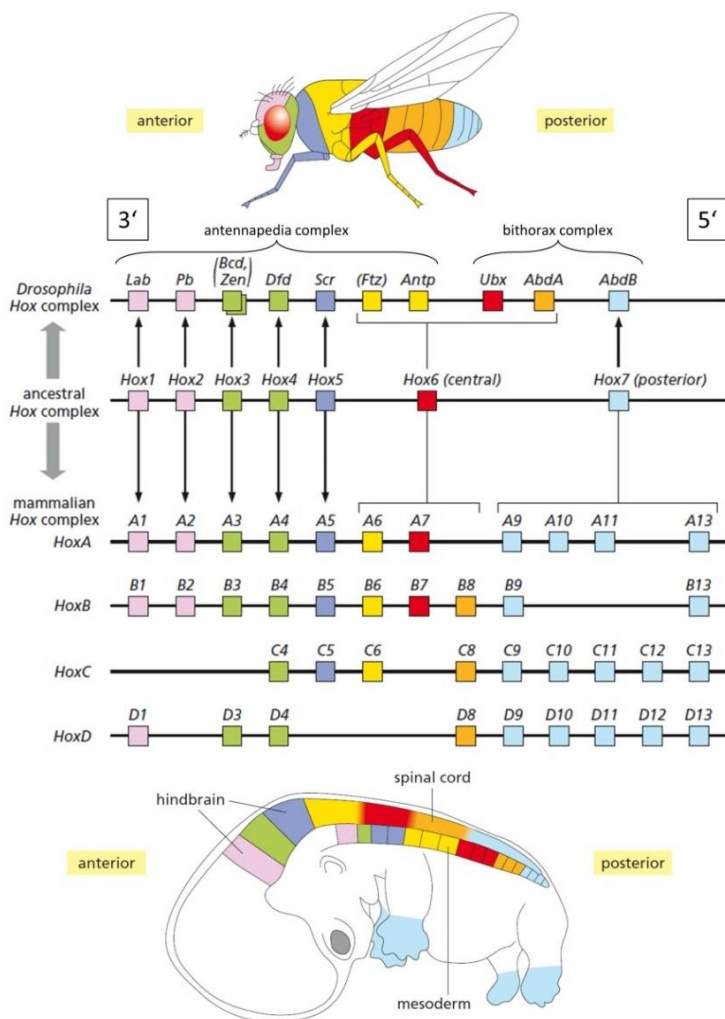 anterior
posterior
3‘
5‘
antennapedia complex
bithorax complex
Lab Pb (Bcd, Zen) Dfd Scr (Ftz) Antp Ubx AbdA AbdB
Drosophila
Hox complex
ancestral
Hox complex
Hox1 Hox2 Hox3 Hox4 Hox5 Hox6 (central) Hox7 (posterior)
mammalian
Hox complex
A1 A2 A3 A4 A5 A6 A7 A9 A10 A11 A13
HoxA
B1 B2 B3 B4 B5 B6 B7 B8 B9 B13
HoxB
C4 C5 C6 C8 C9 C10 C11 C12 C13
HoxC
D1 D3 D4 D8 D9 D10 D11 D12 D13
HoxD
spinal cord
hindbrain
anterior
posterior
mesoderm